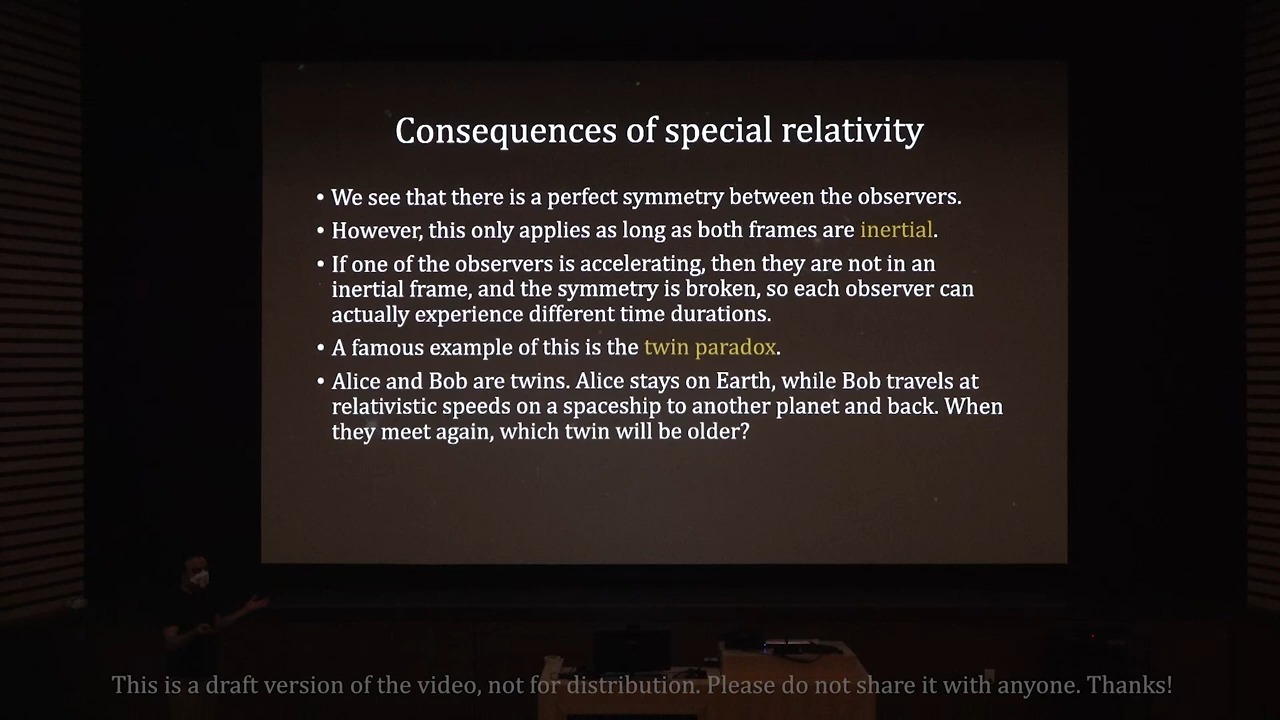 Consequences of special relativity
• We see that there is a perfect symmetry between the observers.
• However, this only applies as long as both frames are inertial.
• If one of the observers is accelerating, then they are not in an
inertial frame, and the symmetry is broken, so each observer can
actually experience different time durations.
• A famous example of this is the twin paradox.
• Alice and Bob are twins. Alice stays on Earth, while Bob travels at
relativistic speeds on a spaceship to another planet and back. When
they meet again, which twin will be older?
This is a draft version of the video, not for distribution. Please do not share it with anyone. Thanks!